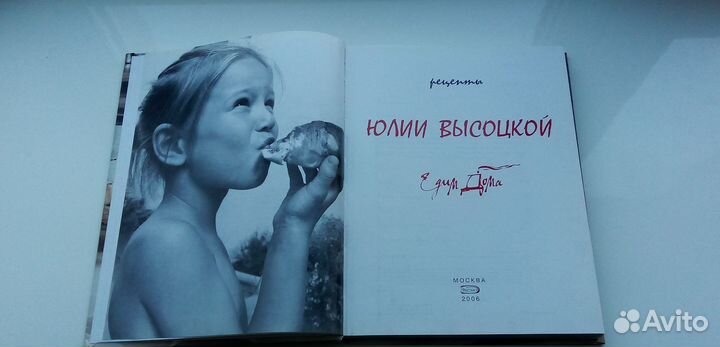 рецепты
ЮЛИИ ВЫСОЦКОЙ
Едим Дома
МОСКВА
2006
Avito